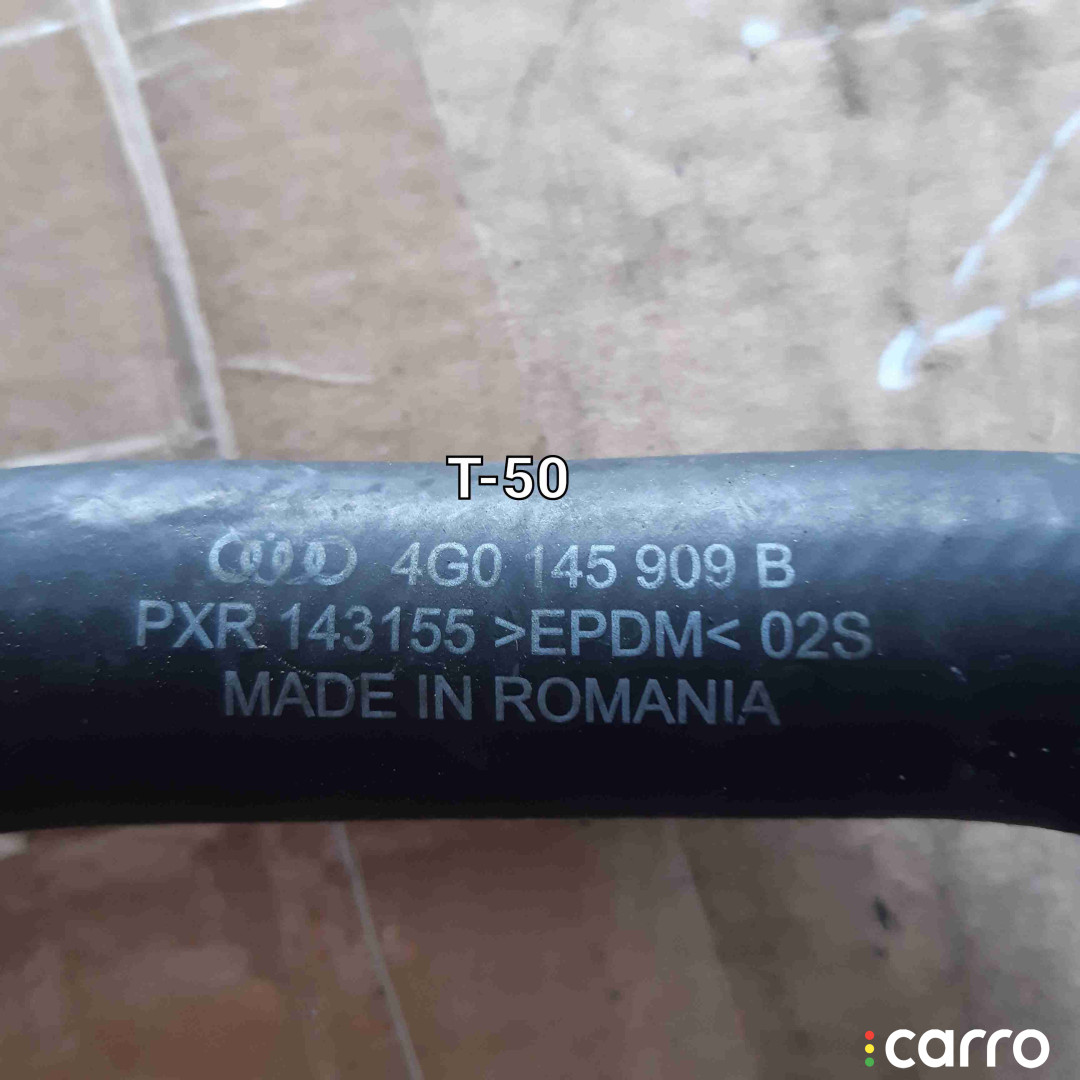 T-50
4G0 145 909 B
PXR 143155 >EPDM< 02S
MADE IN ROMANIA
carro